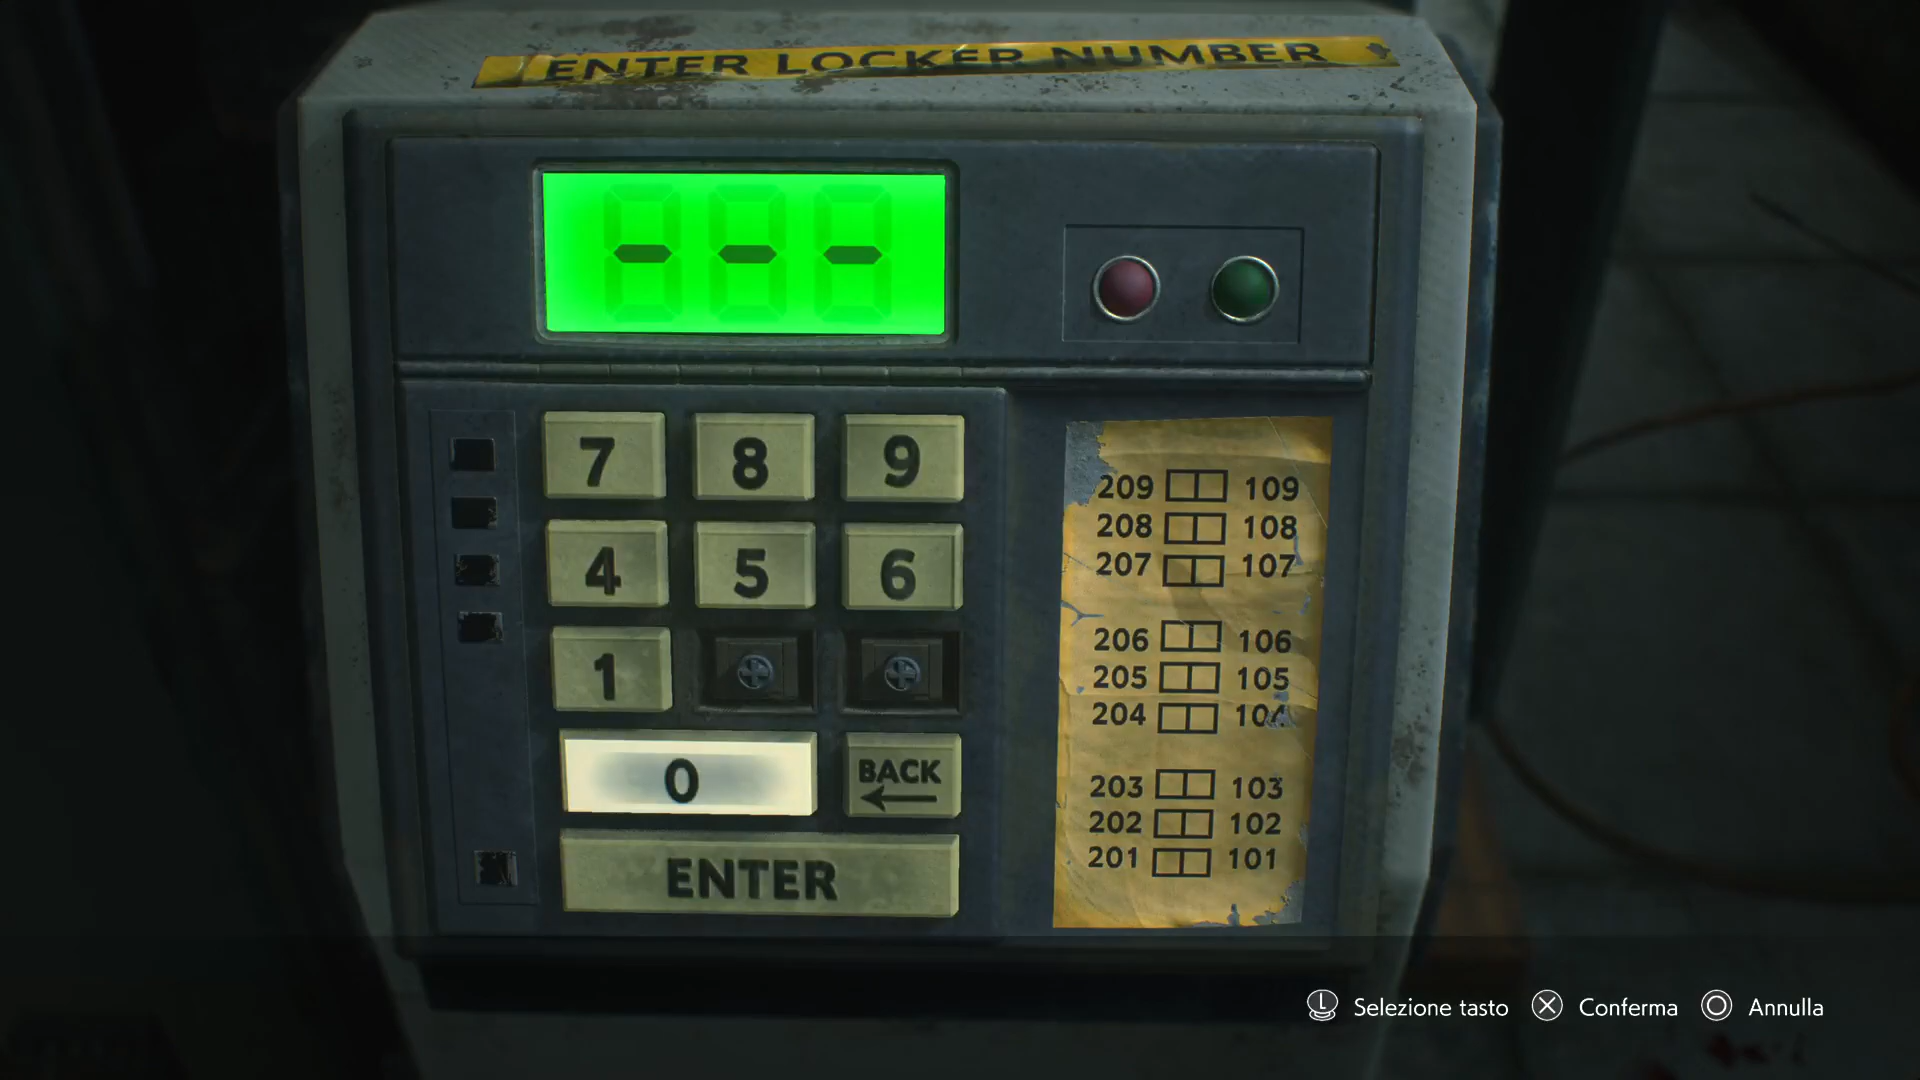 ENTER LOCKER NUMBER
- - -
7 8 9
4 5 6
1
0 BACK
ENTER
209 109
208 108
207 107
206 106
205 105
204 104
203 103
202 102
201 101
L Selezione tasto Conferma Annulla